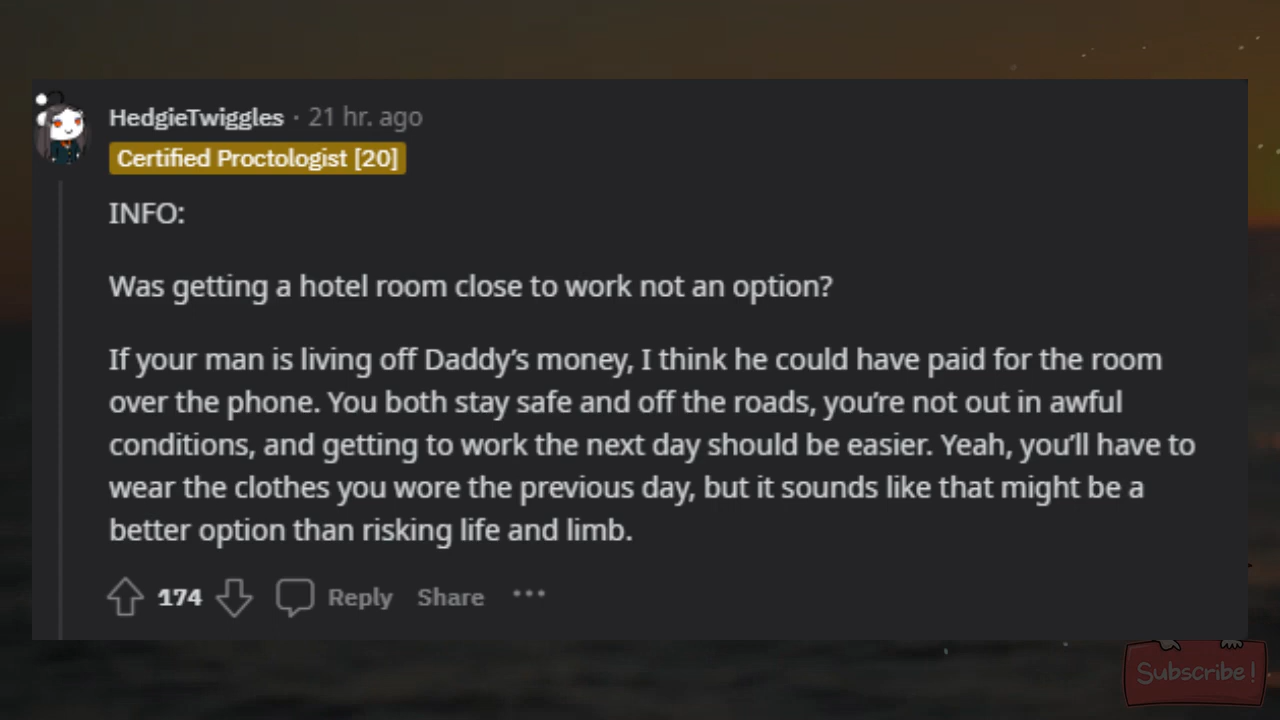 HedgieTwiggles · 21 hr. ago
Certified Proctologist [20]
INFO:
Was getting a hotel room close to work not an option?
If your man is living off Daddy’s money, I think he could have paid for the room
over the phone. You both stay safe and off the roads, you’re not out in awful
conditions, and getting to work the next day should be easier. Yeah, you’ll have to
wear the clothes you wore the previous day, but it sounds like that might be a
better option than risking life and limb.
174 Reply Share ···
Subscribe!